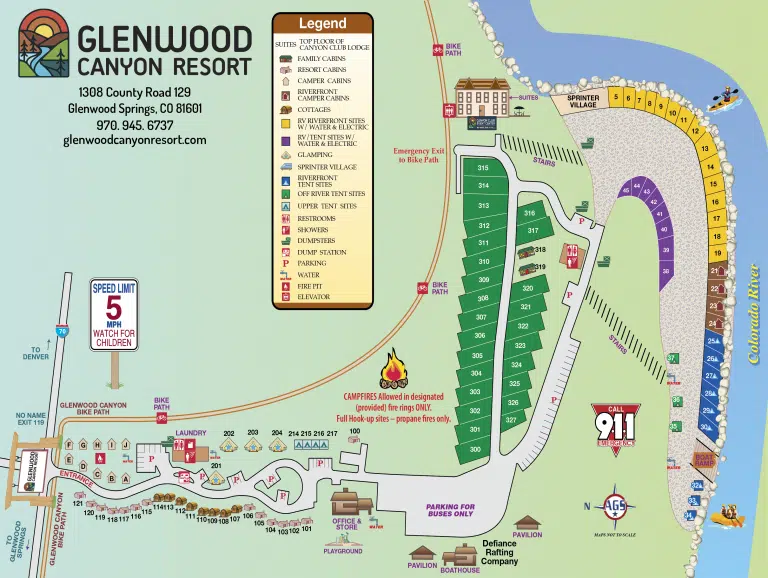 GLENWOOD
CANYON RESORT
1308 County Road 129
Glenwood Springs, CO 81601
970. 945. 6737
glenwoodcanyonresort.com
Legend
SUITES TOP FLOOR OF
CANYON CLUB LODGE
FAMILY CABINS
RESORT CABINS
CAMPER CABINS
RIVERFRONT
CAMPER CABINS
COTTAGES
RV RIVERFRONT SITES
W/ WATER & ELECTRIC
RV/TENT SITES W/
WATER & ELECTRIC
GLAMPING
SPRINTER VILLAGE
RIVERFRONT
TENT SITES
OFF RIVER TENT SITES
UPPER TENT SITES
RESTROOMS
SHOWERS
DUMPSTERS
DUMP STATION
P PARKING
WATER
FIRE PIT
ELEVATOR
BIKE
PATH
SUITES
Emergency Exit
to Bike Path
STAIRS
SPRINTER
VILLAGE
5 6 7 8 9 10 11 12
13
14
15
16
17
18
19
21
22
23
24
25
26
27
28
29
30
BOAT
RAMP
32
33
34
45 44 43 42 41 40 39 38
37
WATER
36
35
WATER
Colorado River
315
314
313
312
311
310
309
308
307
306
305
304
303
302
301
300
316
317
318
319
320
321
322
323
324
325
326
327
P
P
P
STAIRS
BIKE
PATH
SPEED LIMIT
5
MPH
WATCH FOR
CHILDREN
70
TO
DENVER
NO NAME
EXIT 119
GLENWOOD CANYON
BIKE PATH
BIKE
PATH
CAMPFIRES Allowed in designated
(provided) fire rings ONLY.
Full Hook-up sites – propane fires only.
CALL
911
EMERGENCY
LAUNDRY
F G H I J
E D C B A
P
P
P
P
P
P
201
202 203 204 214 215 216 217 100
GLENWOOD
CANYON RESORT
ENTRANCE
GLENWOOD CANYON
BIKE PATH
TO
GLENWOOD
SPRINGS
121
120 119 118 117 116 115 114 113 112 111 110 109 108 107 106 105 104 103 102 101
OFFICE &
STORE
WATER
PLAYGROUND
PARKING FOR
BUSES ONLY
PAVILION
BOATHOUSE
Defiance
Rafting
Company
PAVILION
N AGS
MAPS NOT TO SCALE